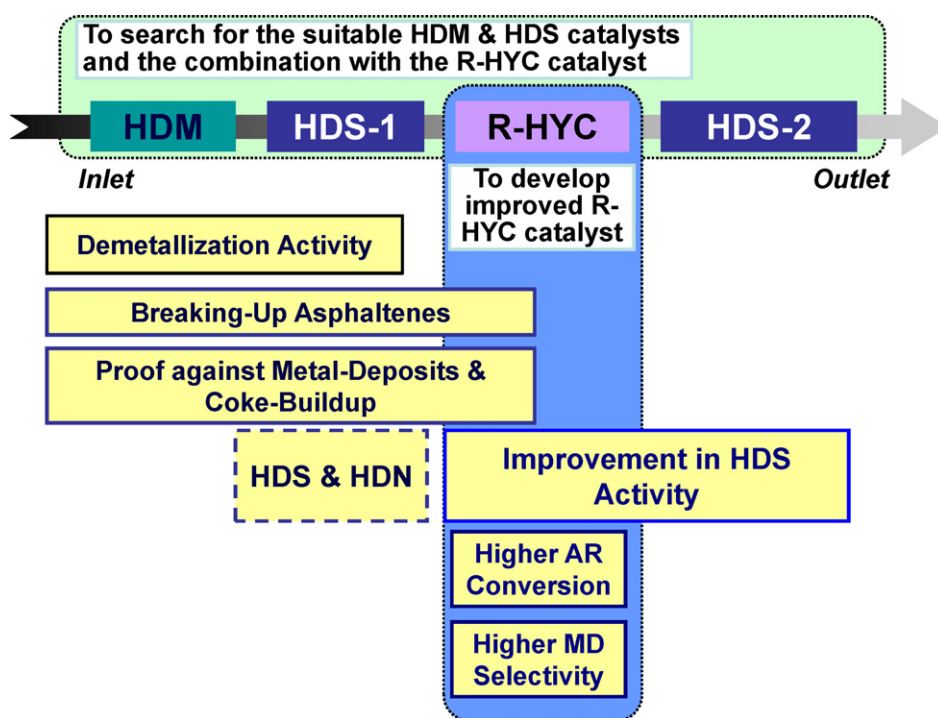 To search for the suitable HDM & HDS catalysts
and the combination with the R-HYC catalyst
HDM
HDS-1
R-HYC
HDS-2
Inlet
Outlet
To develop
improved R-
HYC catalyst
Demetallization Activity
Breaking-Up Asphaltenes
Proof against Metal-Deposits &
Coke-Buildup
HDS & HDN
Improvement in HDS
Activity
Higher AR
Conversion
Higher MD
Selectivity